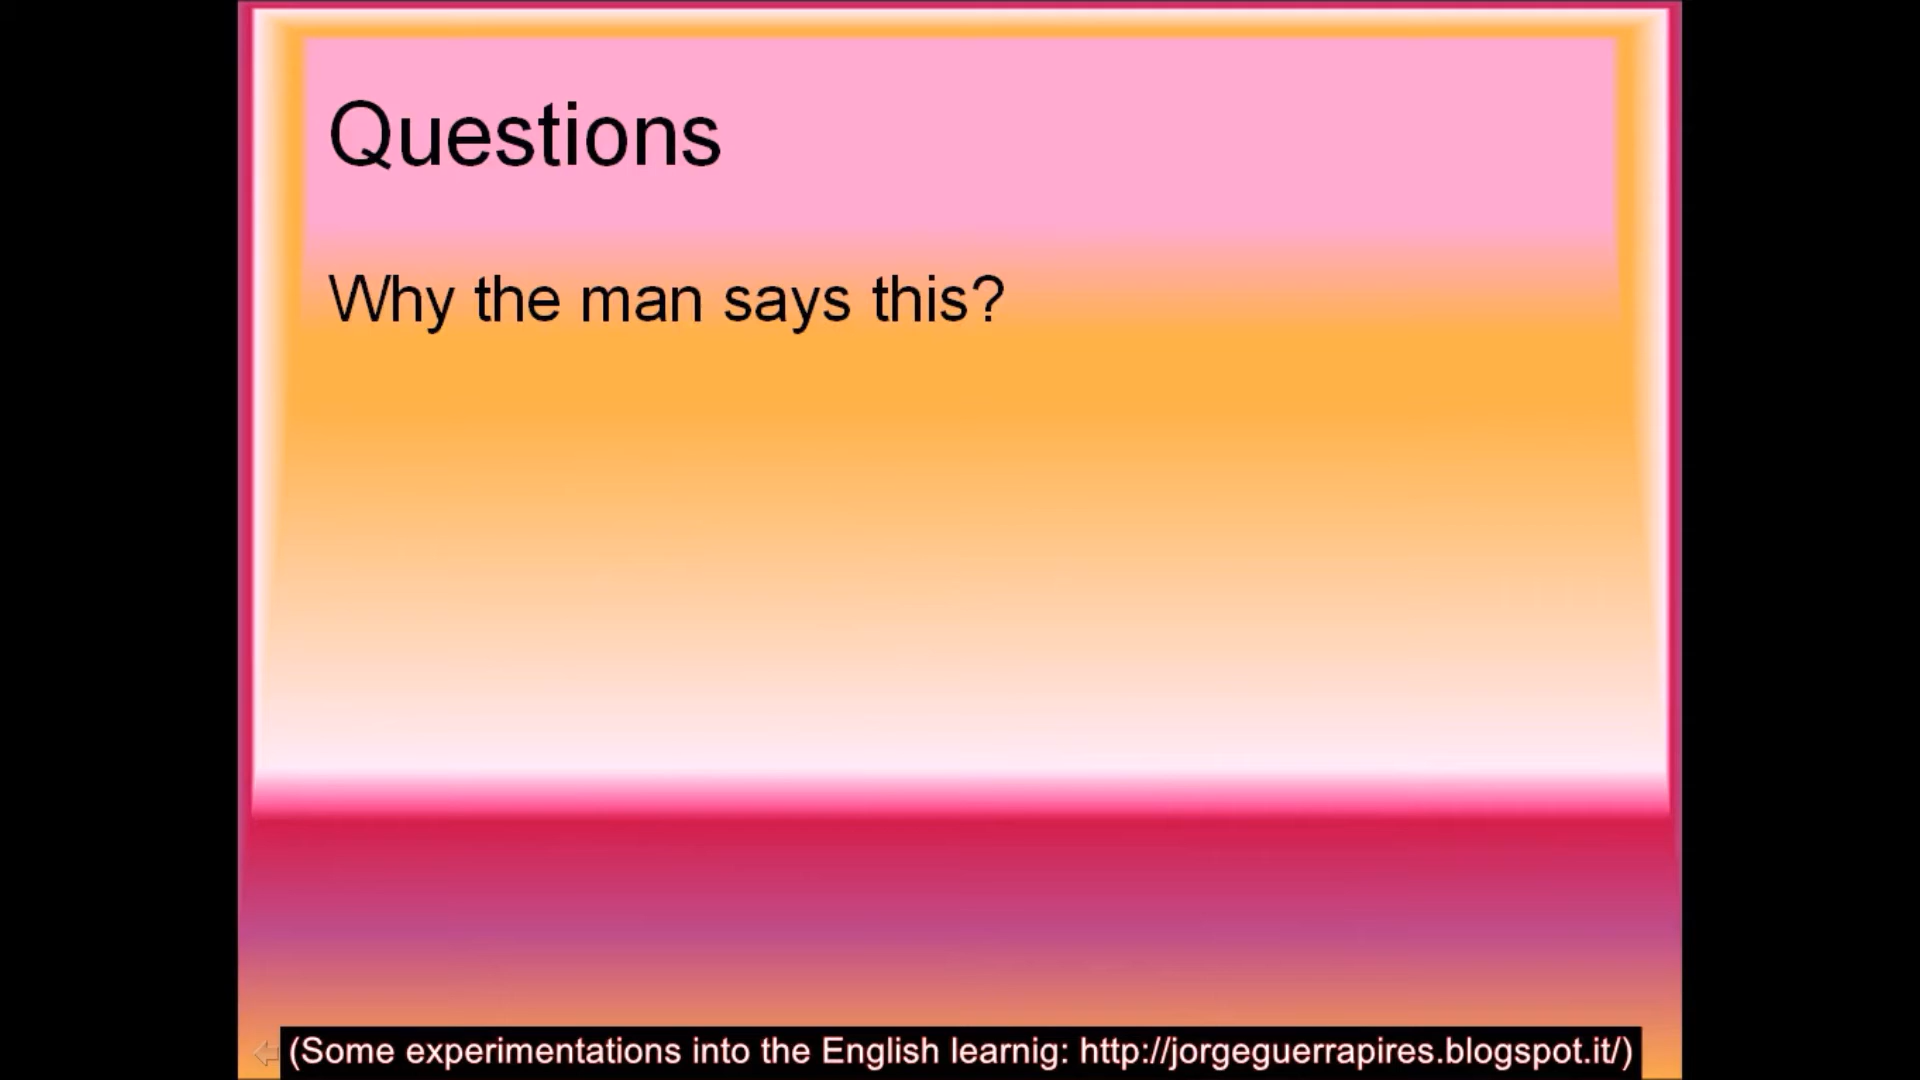 Questions
Why the man says this?
(Some experimentations into the English learnig: http://jorgeguerrapires.blogspot.it/)